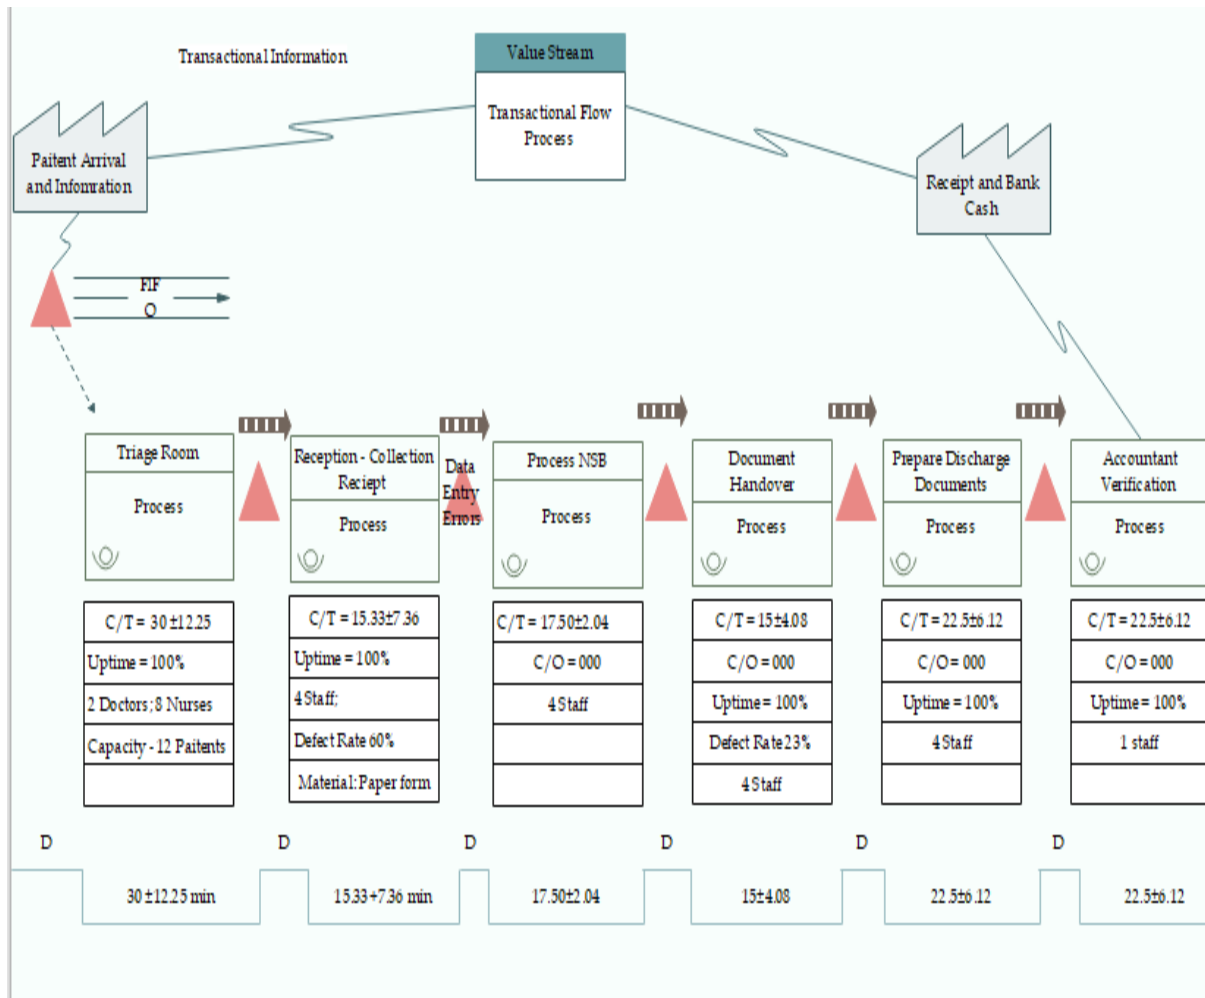 Transactional Information
Value Stream
Transactional Flow
Process
Paitent Arrival
and Infomration
Receipt and Bank
Cash
FIF
O
Triage Room
Process
Reception - Collection
Reciept
Process
Data
Entry
Errors
Process NSB
Process
Document
Handover
Process
Prepare Discharge
Documents
Process
Accountant
Verification
Process
C/T = 30 ±12.25
Uptime = 100%
2 Doctors; 8 Nurses
Capacity - 12 Paitents
C/T = 15.33±7.36
Uptime = 100%
4 Staff;
Defect Rate 60%
Material: Paper form
C/T = 17.50±2.04
C/O = 000
4 Staff
C/T = 15±4.08
C/O = 000
Uptime = 100%
Defect Rate 23%
4 Staff
C/T = 22.5±6.12
C/O = 000
Uptime = 100%
4 Staff
C/T = 22.5±6.12
C/O = 000
Uptime = 100%
1 staff
D
D
D
D
D
D
30 ±12.25 min
15.33+7.36 min
17.50±2.04
15±4.08
22.5±6.12
22.5±6.12